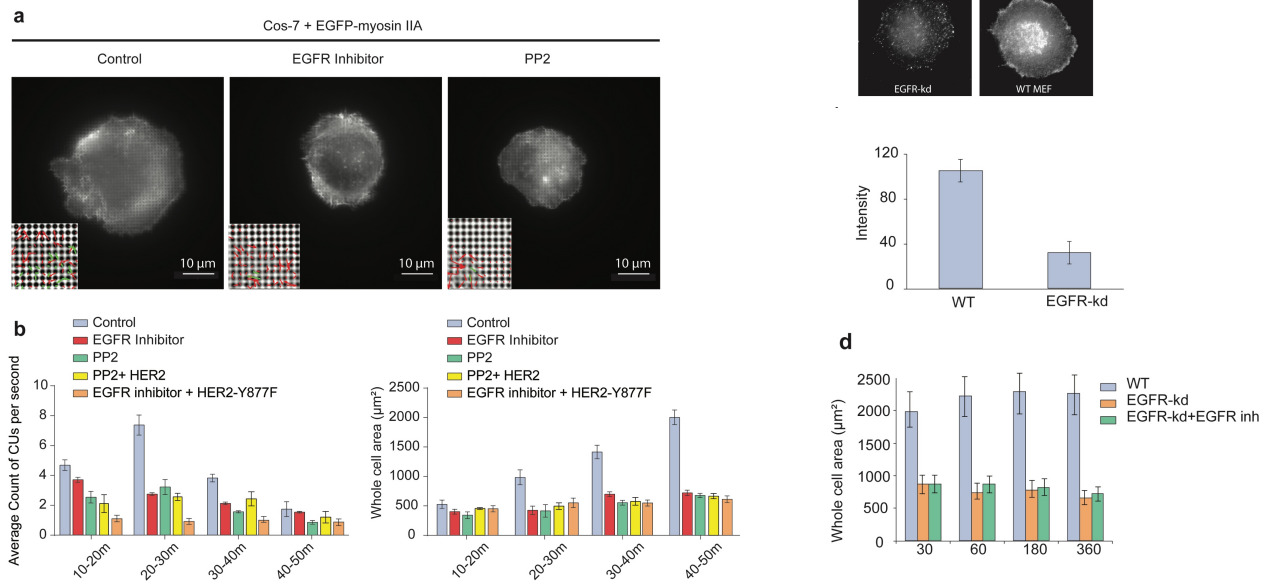 a
Cos-7 + EGFP-myosin IIA
Control
EGFR Inhibitor
PP2
10 µm
10 µm
10 µm
EGFR-kd
WT MEF
Intensity
120
80
40
0
WT
EGFR-kd
b
Control
EGFR Inhibitor
PP2
PP2+ HER2
EGFR inhibitor + HER2-Y877F
Average Count of CUs per second
10
8
6
4
2
0
10-20m
20-30m
30-40m
40-50m
Control
EGFR Inhibitor
PP2
PP2+ HER2
EGFR inhibitor + HER2-Y877F
Whole cell area (µm²)
2500
2000
1500
1000
500
0
10-20m
20-30m
30-40m
40-50m
d
WT
EGFR-kd
EGFR-kd+EGFR inh
Whole cell area (µm²)
2500
2000
1500
1000
500
0
30
60
180
360